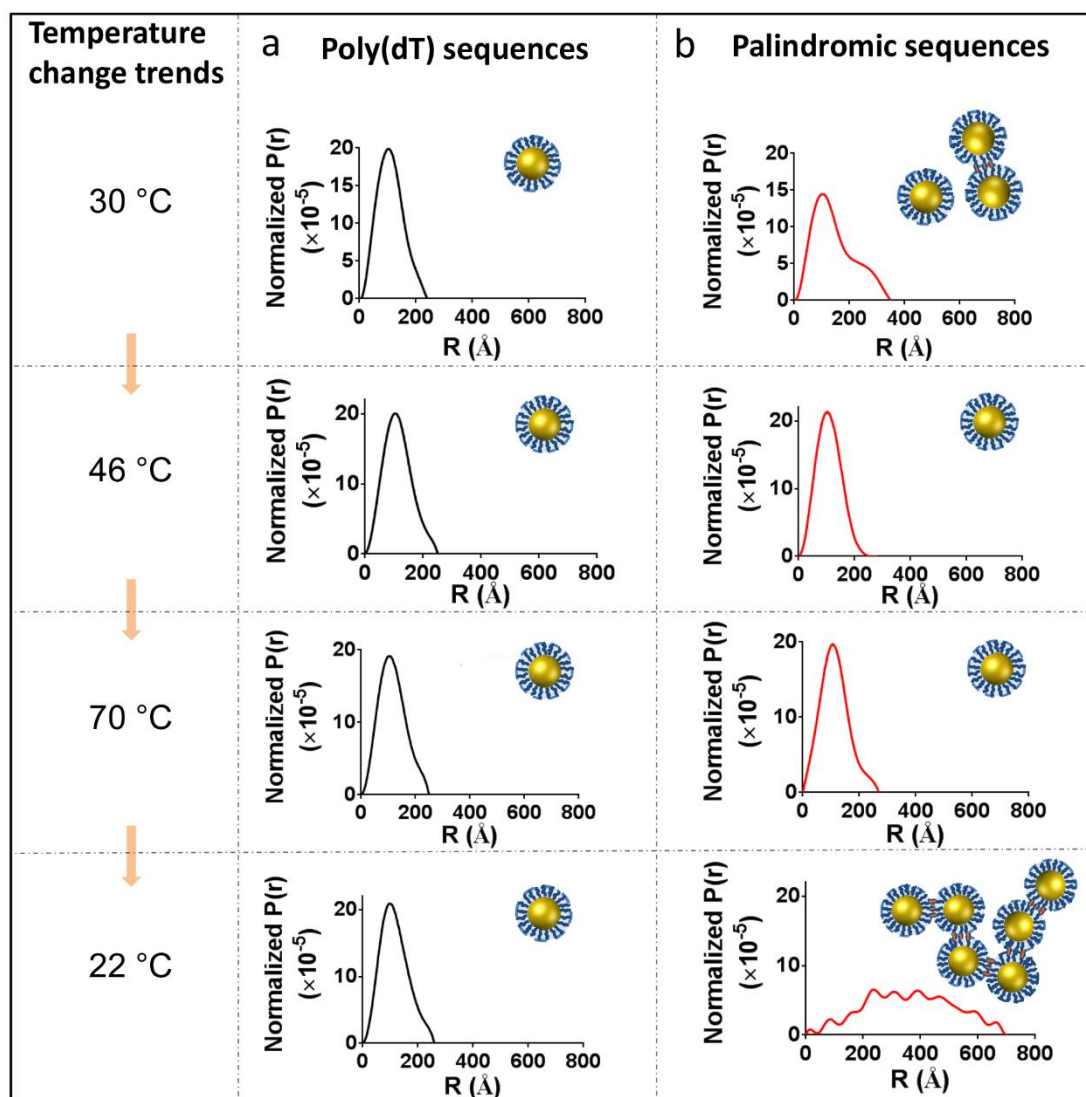 Temperature
change trends
a
Poly(dT) sequences
b
Palindromic sequences
30 °C
Normalized P(r)
(×10⁻⁵)
20
15
10
5
0
0 200 400 600 800
R (Å)
Normalized P(r)
(×10⁻⁵)
20
15
10
5
0
0 200 400 600 800
R (Å)
46 °C
Normalized P(r)
(×10⁻⁵)
20
10
0
0 200 400 600 800
R (Å)
Normalized P(r)
(×10⁻⁵)
20
10
0
0 200 400 600 800
R (Å)
70 °C
Normalized P(r)
(×10⁻⁵)
20
10
0
0 200 400 600 800
R (Å)
Normalized P(r)
(×10⁻⁵)
20
10
0
0 200 400 600 800
R (Å)
22 °C
Normalized P(r)
(×10⁻⁵)
20
10
0
0 200 400 600 800
R (Å)
Normalized P(r)
(×10⁻⁵)
20
10
0
0 200 400 600 800
R (Å)